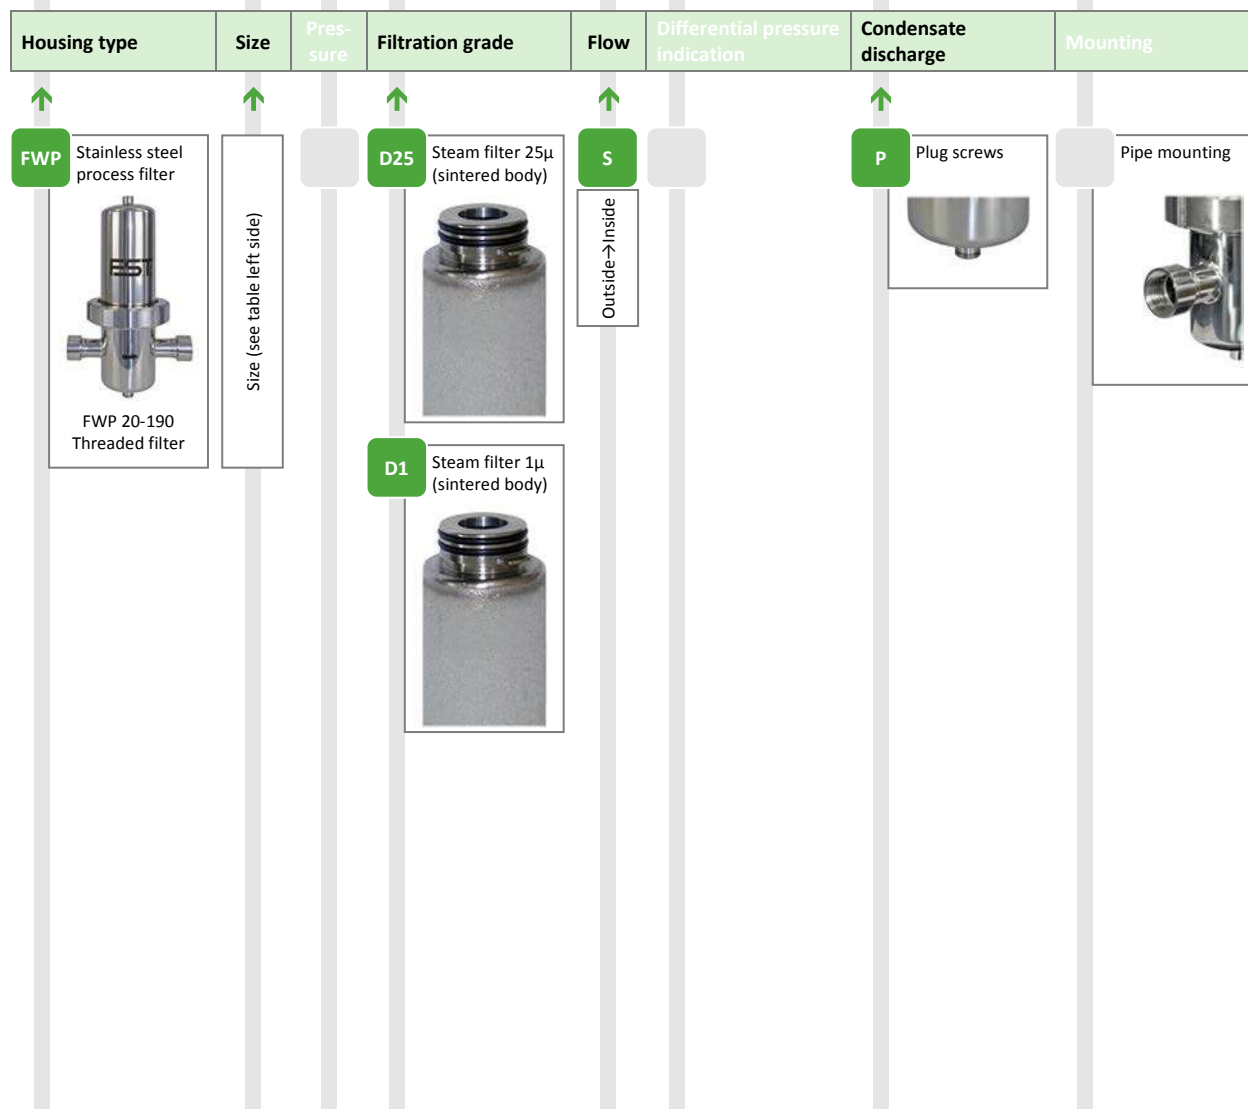 Housing type
Size
Pres-
sure
Filtration grade
Flow
Differential pressure
indication
Condensate
discharge
Mounting
FWP
Stainless steel
process filter
FST
FWP 20-190
Threaded filter
Size (see table left side)
D25
Steam filter 25µ
(sintered body)
D1
Steam filter 1µ
(sintered body)
S
Outside→Inside
P
Plug screws
Pipe mounting